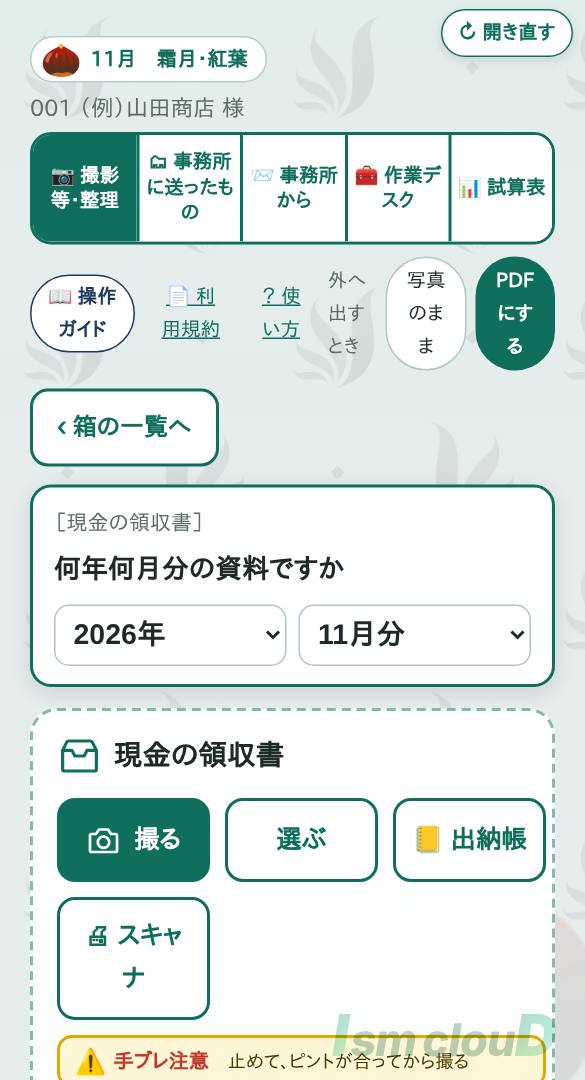 開き直す
11月　霜月・紅葉
001（例）山田商店 様
撮影
等・整理
事務所
に送ったも
の
事務所
から
作業デ
スク
試算表
操作
ガイド
利
用規約
? 使
い方
外へ
出す
とき
写真
のま
ま
PDF
にす
る
‹ 箱の一覧へ
［現金の領収書］
何年何月分の資料ですか
2026年
11月分
現金の領収書
撮る
選ぶ
出納帳
スキャ
ナ
Ism clouD
手ブレ注意　止めて、ピントが合ってから撮る